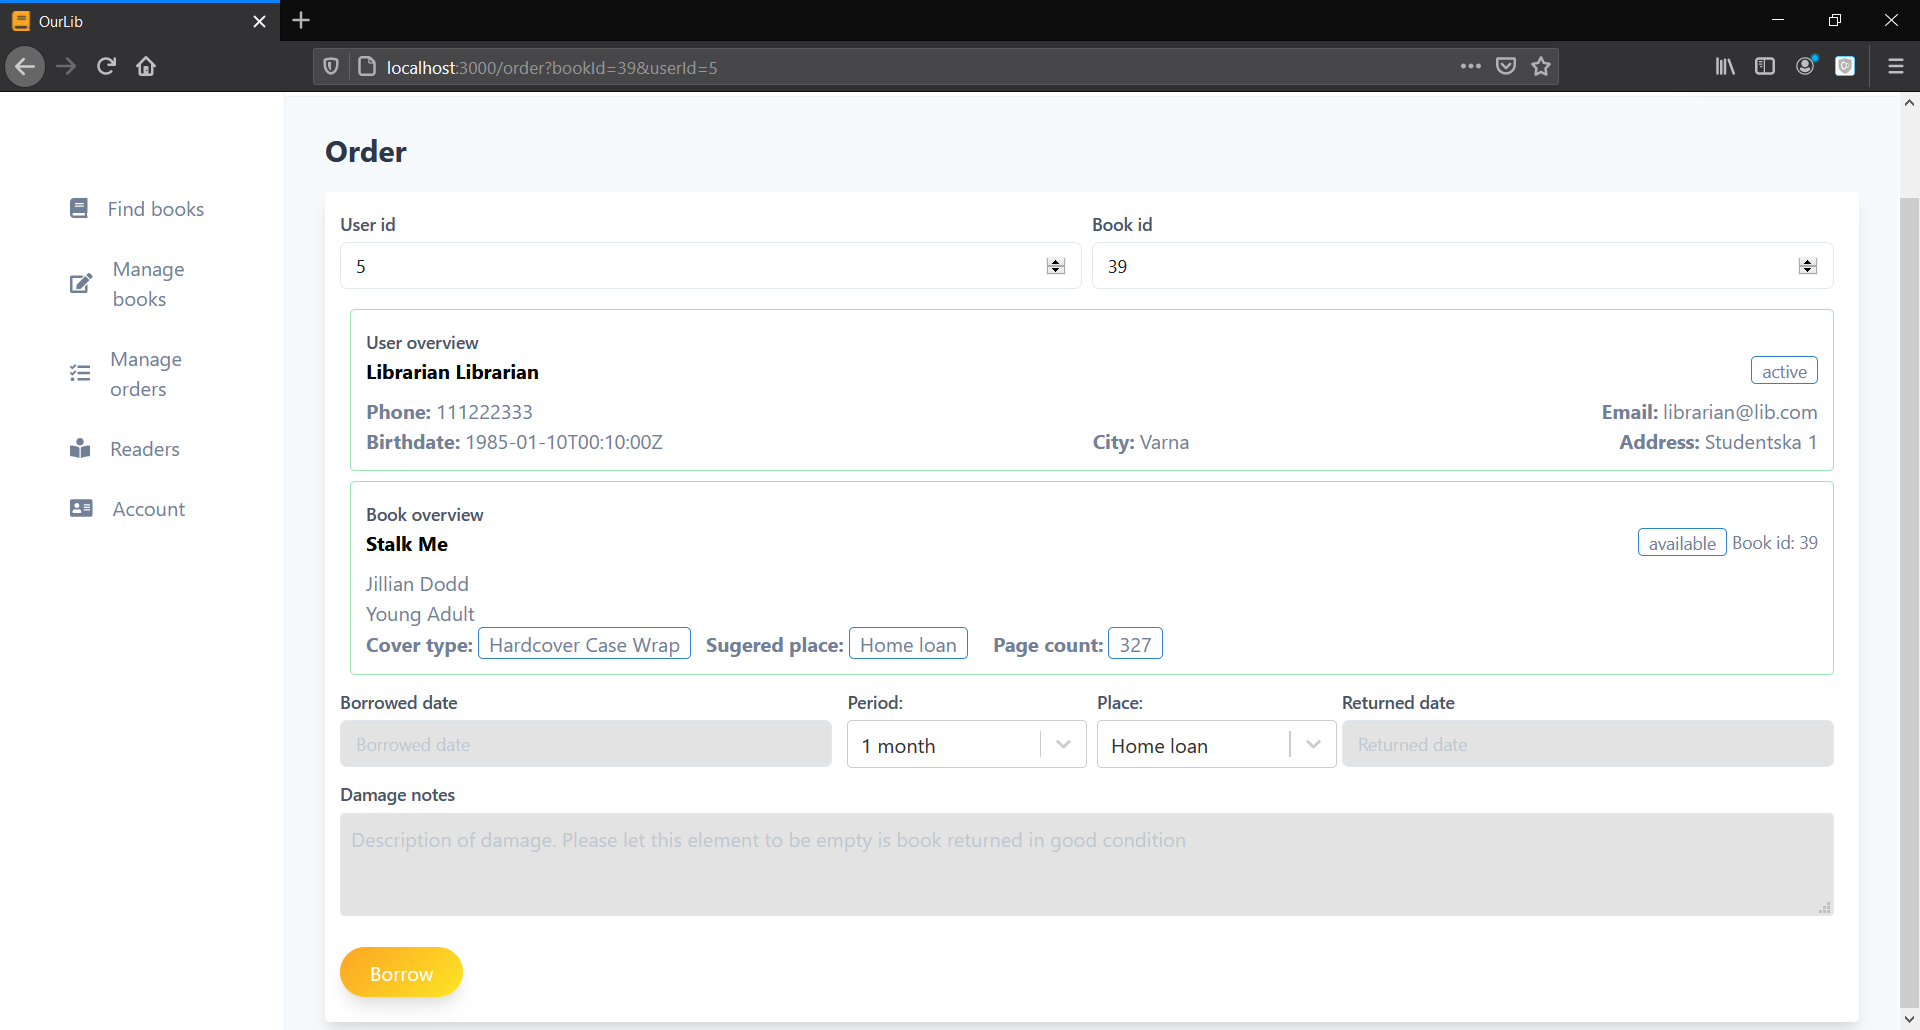 OurLib
localhost:3000/order?bookId=39&userId=5
Find books
Manage
books
Manage
orders
Readers
Account
Order
User id
Book id
5
39
User overview
Librarian Librarian
active
Phone: 111222333
Email: librarian@lib.com
Birthdate: 1985-01-10T00:10:00Z
City: Varna
Address: Studentska 1
Book overview
Stalk Me
available Book id: 39
Jillian Dodd
Young Adult
Cover type: Hardcover Case Wrap Sugered place: Home loan Page count: 327
Borrowed date
Period:
Place:
Returned date
Borrowed date
1 month
Home loan
Returned date
Damage notes
Description of damage. Please let this element to be empty is book returned in good condition
Borrow